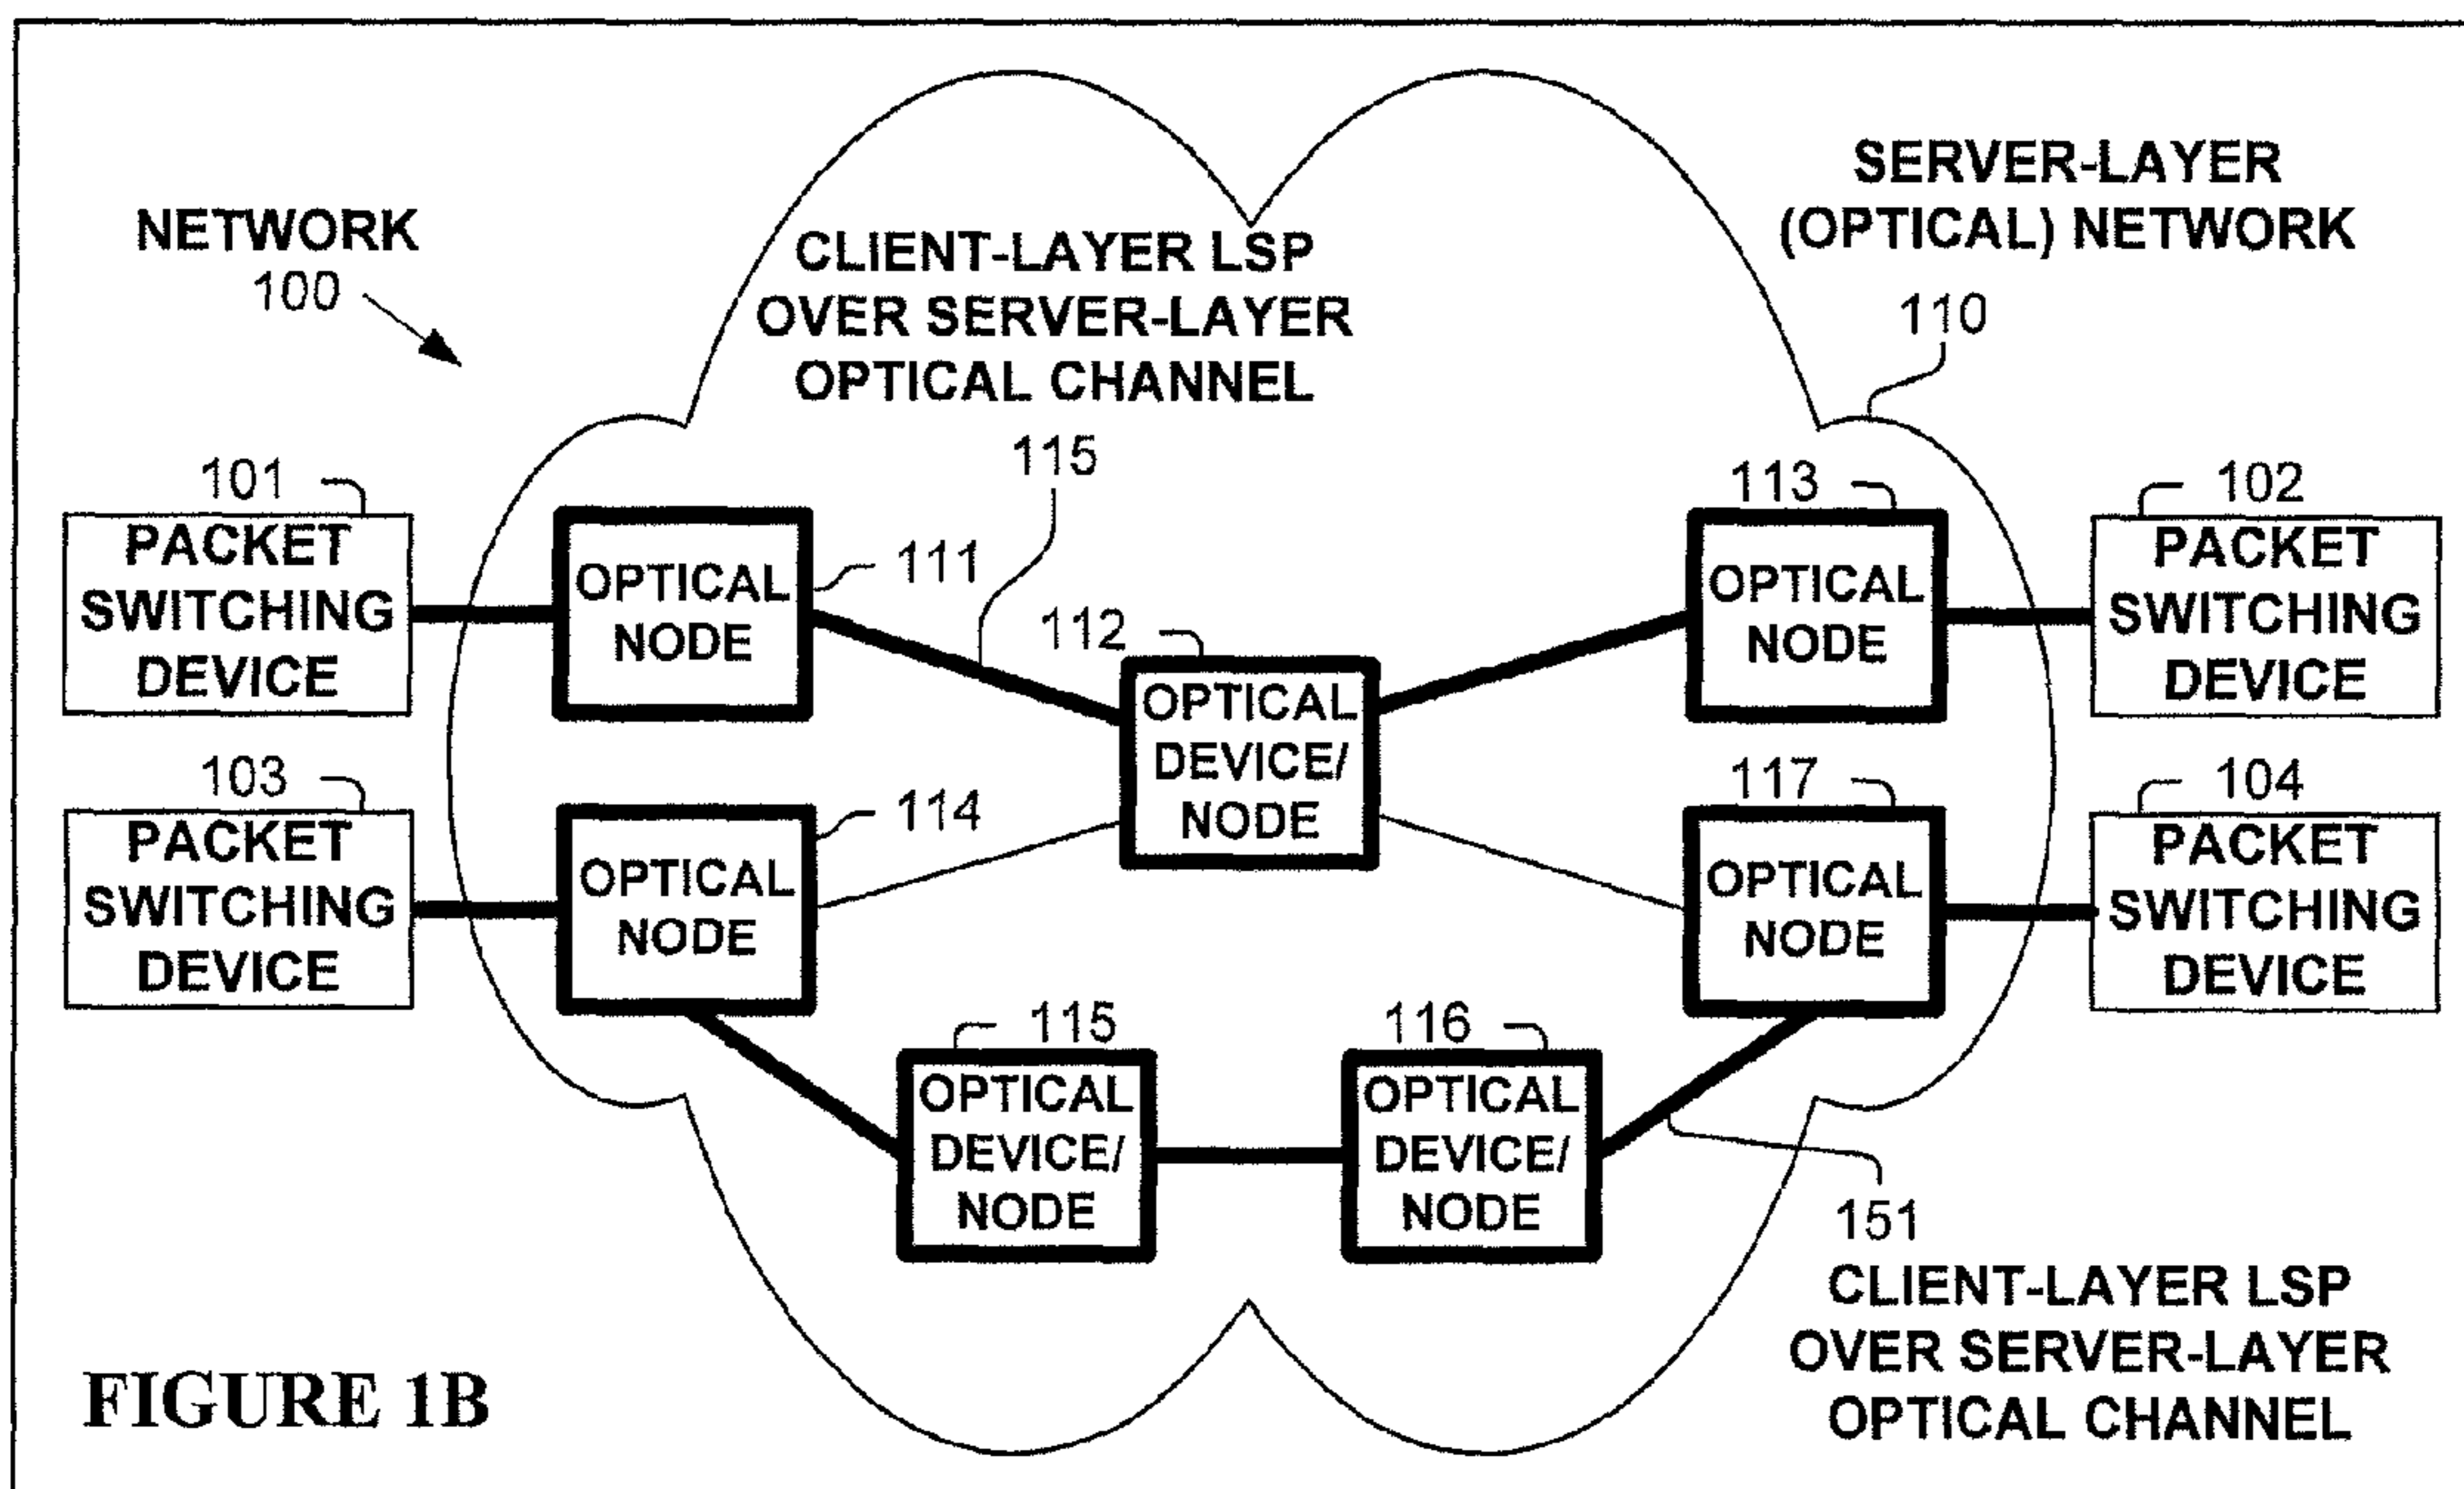 NETWORK
100
CLIENT-LAYER LSP
OVER SERVER-LAYER
OPTICAL CHANNEL
115
SERVER-LAYER
(OPTICAL) NETWORK
110
101
PACKET
SWITCHING
DEVICE
OPTICAL
NODE
111
112
OPTICAL
DEVICE/
NODE
113
OPTICAL
NODE
102
PACKET
SWITCHING
DEVICE
103
PACKET
SWITCHING
DEVICE
114
OPTICAL
NODE
117
OPTICAL
NODE
104
PACKET
SWITCHING
DEVICE
115
OPTICAL
DEVICE/
NODE
116
OPTICAL
DEVICE/
NODE
151
CLIENT-LAYER LSP
OVER SERVER-LAYER
OPTICAL CHANNEL
FIGURE 1B